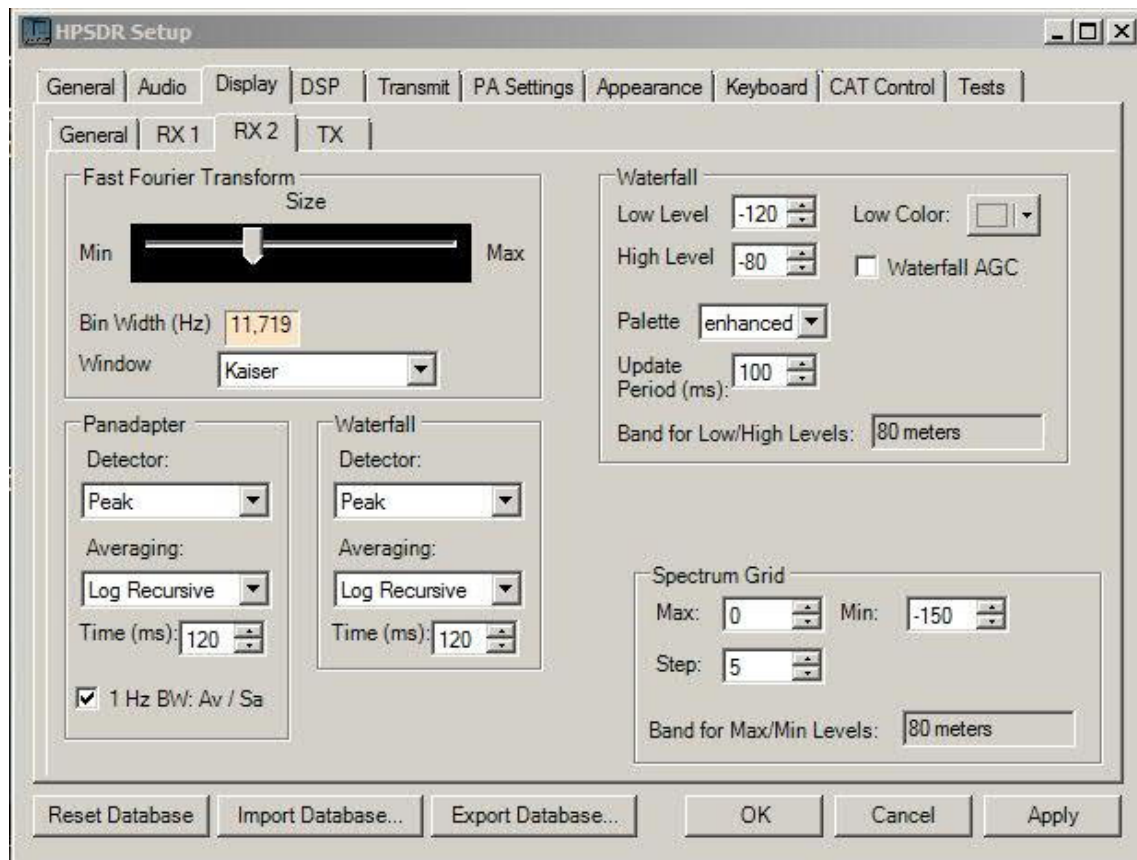 HPSDR Setup
General Audio Display DSP Transmit PA Settings Appearance Keyboard CAT Control Tests
General RX 1 RX 2 TX
Fast Fourier Transform
Size
Min Max
Bin Width (Hz) 11,719
Window Kaiser
Waterfall
Low Level -120 Low Color:
High Level -80 Waterfall AGC
Palette enhanced
Update
Period (ms): 100
Band for Low/High Levels: 80 meters
Panadapter
Detector:
Peak
Averaging:
Log Recursive
Time (ms): 120
1 Hz BW: Av / Sa
Waterfall
Detector:
Peak
Averaging:
Log Recursive
Time (ms): 120
Spectrum Grid
Max: 0 Min: -150
Step: 5
Band for Max/Min Levels: 80 meters
Reset Database Import Database... Export Database... OK Cancel Apply